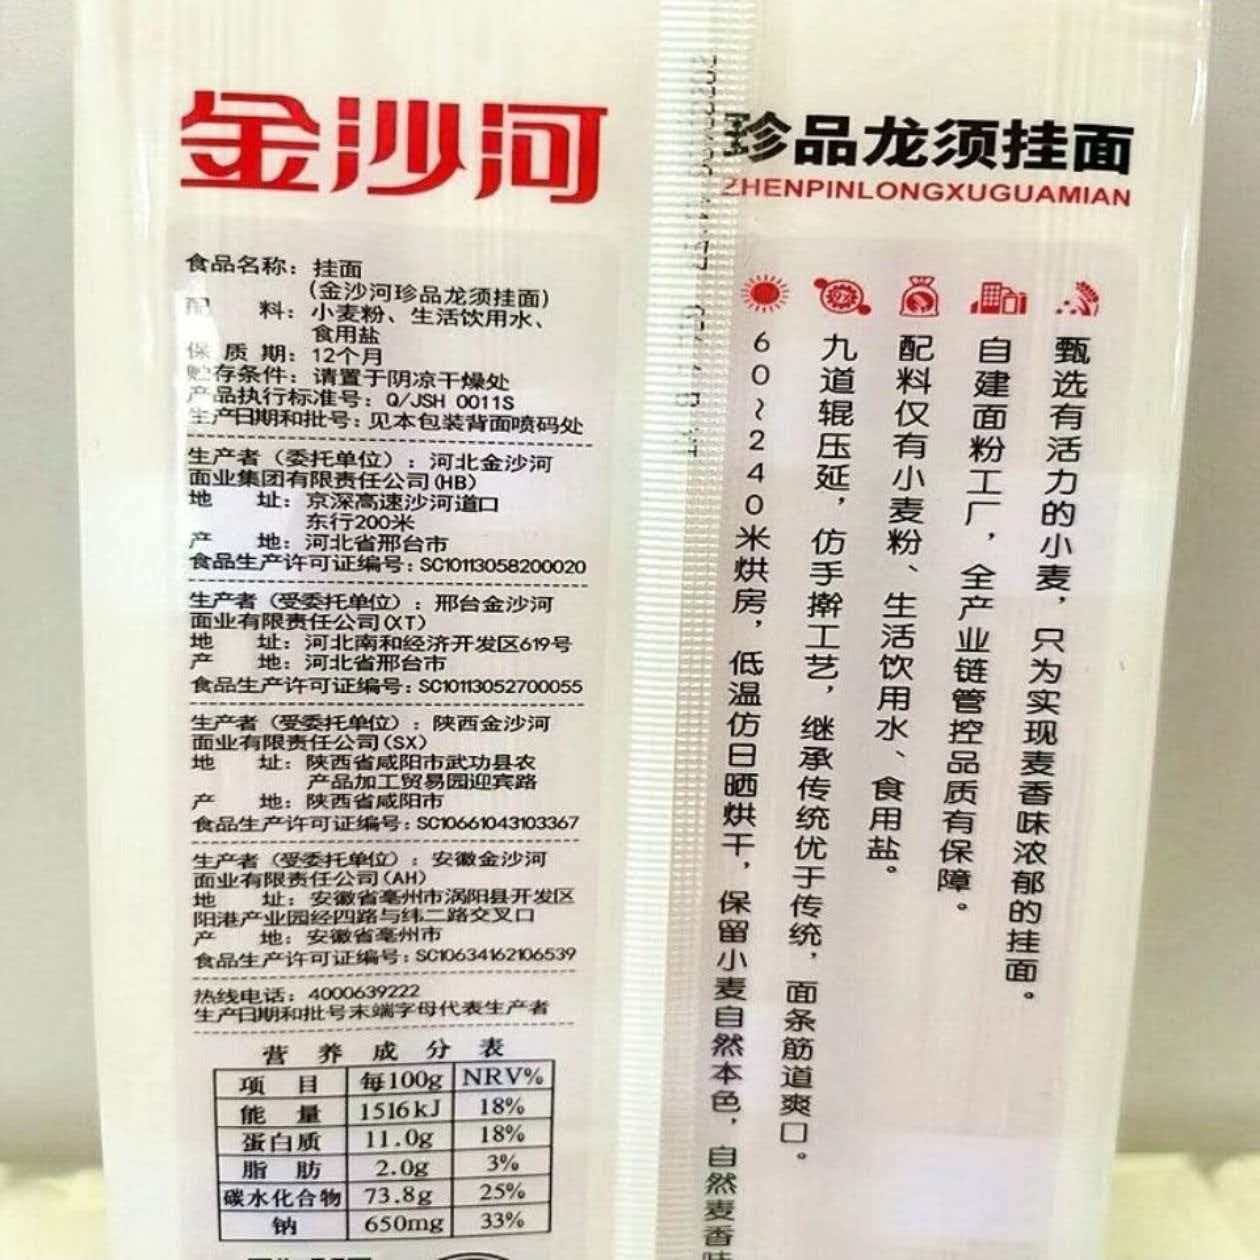 金沙河
珍品龙须挂面
ZHENPINLONGXUGUAMIAN
食品名称：挂面
（金沙河珍品龙须挂面）
配 料：小麦粉、生活饮用水、
食用盐
保 质 期：12个月
贮存条件：请置于阴凉干燥处
产品执行标准号：Q/JSH 0011S
生产日期和批号：见本包装背面喷码处
生产者（委托单位）：河北金沙河
面业集团有限责任公司(HB)
地 址：京深高速沙河道口
东行200米
产 地：河北省邢台市
食品生产许可证编号：SC10113058200020
生产者（受委托单位）：邢台金沙河
面业有限责任公司(XT)
地 址：河北南和经济开发区619号
产 地：河北省邢台市
食品生产许可证编号：SC10113052700055
生产者（受委托单位）：陕西金沙河
面业有限责任公司(SX)
地 址：陕西省咸阳市武功县农
产品加工贸易园迎宾路
产 地：陕西省咸阳市
食品生产许可证编号：SC10661043103367
生产者（受委托单位）：安徽金沙河
面业有限责任公司(AH)
地 址：安徽省亳州市涡阳县开发区
阳港产业园经四路与纬二路交叉口
产 地：安徽省亳州市
食品生产许可证编号：SC10634162106539
热线电话：4000639222
生产日期和批号末端字母代表生产者
营 养 成 分 表
项 目 每100g NRV%
能 量 1516kJ 18%
蛋白质 11.0g 18%
脂 肪 2.0g 3%
碳水化合物 73.8g 25%
钠 650mg 33%
甄选有活力的小麦，只为实现麦香味浓郁的挂面。
自建面粉工厂，全产业链管控品质有保障。
配料仅有小麦粉、生活饮用水、食用盐。
九道辊压延，仿手擀工艺，继承传统优于传统，面条筋道爽口。
60~240米烘房，低温仿日晒烘干，保留小麦自然本色，自然麦香味